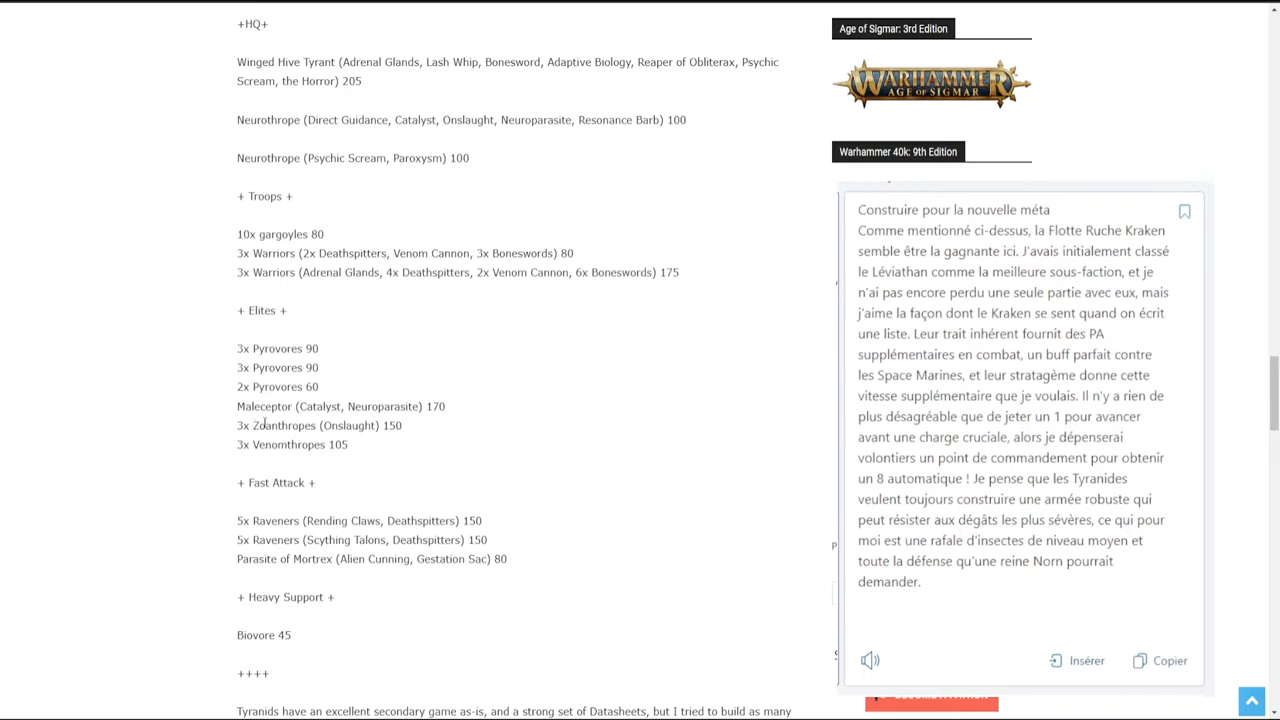 +HQ+
Winged Hive Tyrant (Adrenal Glands, Lash Whip, Bonesword, Adaptive Biology, Reaper of Obliterax, Psychic
Scream, the Horror) 205
Neurothrope (Direct Guidance, Catalyst, Onslaught, Neuroparasite, Resonance Barb) 100
Neurothrope (Psychic Scream, Paroxysm) 100
+ Troops +
10x gargoyles 80
3x Warriors (2x Deathspitters, Venom Cannon, 3x Boneswords) 80
3x Warriors (Adrenal Glands, 4x Deathspitters, 2x Venom Cannon, 6x Boneswords) 175
+ Elites +
3x Pyrovores 90
3x Pyrovores 90
2x Pyrovores 60
Maleceptor (Catalyst, Neuroparasite) 170
3x Zoanthropes (Onslaught) 150
3x Venomthropes 105
+ Fast Attack +
5x Raveners (Rending Claws, Deathspitters) 150
5x Raveners (Scything Talons, Deathspitters) 150
Parasite of Mortrex (Alien Cunning, Gestation Sac) 80
+ Heavy Support +
Biovore 45
++++
Tyranids have an excellent secondary game as-is, and a strong set of Datasheets, but I tried to build as many
Age of Sigmar: 3rd Edition
WARHAMMER
AGE OF SIGMAR
Warhammer 40k: 9th Edition
Construire pour la nouvelle méta
Comme mentionné ci-dessus, la Flotte Ruche Kraken
semble être la gagnante ici. J'avais initialement classé
le Léviathan comme la meilleure sous-faction, et je
n'ai pas encore perdu une seule partie avec eux, mais
j'aime la façon dont le Kraken se sent quand on écrit
une liste. Leur trait inhérent fournit des PA
supplémentaires en combat, un buff parfait contre
les Space Marines, et leur stratagème donne cette
vitesse supplémentaire que je voulais. Il n'y a rien de
plus désagréable que de jeter un 1 pour avancer
avant une charge cruciale, alors je dépenserai
volontiers un point de commandement pour obtenir
un 8 automatique ! Je pense que les Tyranides
veulent toujours construire une armée robuste qui
peut résister aux dégâts les plus sévères, ce qui pour
moi est une rafale d'insectes de niveau moyen et
toute la défense qu'une reine Norn pourrait
demander.
Insérer
Copier